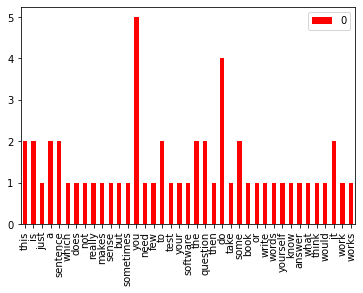 0
5
4
3
2
1
0
this
is
just
a
sentence
which
does
not
really
makes
sense
but
sometimes
you
need
few
to
test
your
software
the
question
then
do
take
some
book
or
write
words
yourself
know
answer
what
think
would
it
work
works